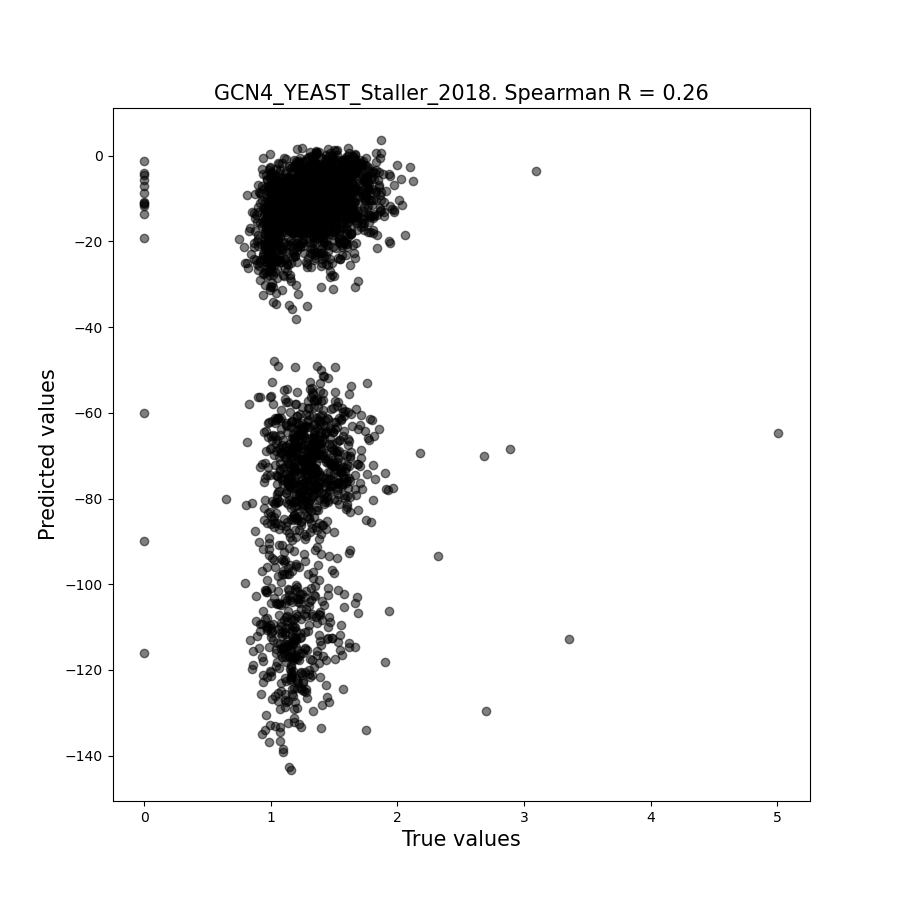 GCN4_YEAST_Staller_2018. Spearman R = 0.26
0
−20
−40
−60
−80
−100
−120
−140
Predicted values
0 1 2 3 4 5
True values